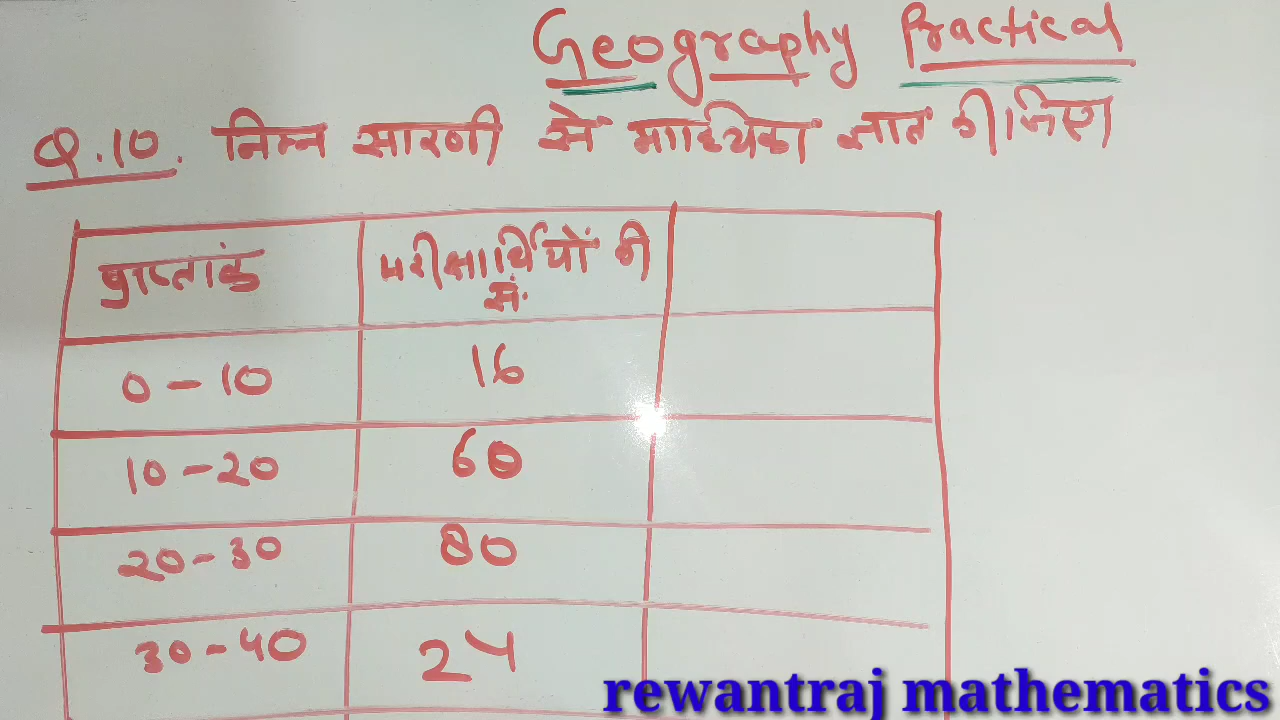 Geography Practical
Q.10. निम्न सारणी से माध्यिका ज्ञात कीजिए
प्राप्तांक परीक्षार्थियों की सं.
0-10 16
10-20 60
20-30 80
30-40 24
rewantraj mathematics